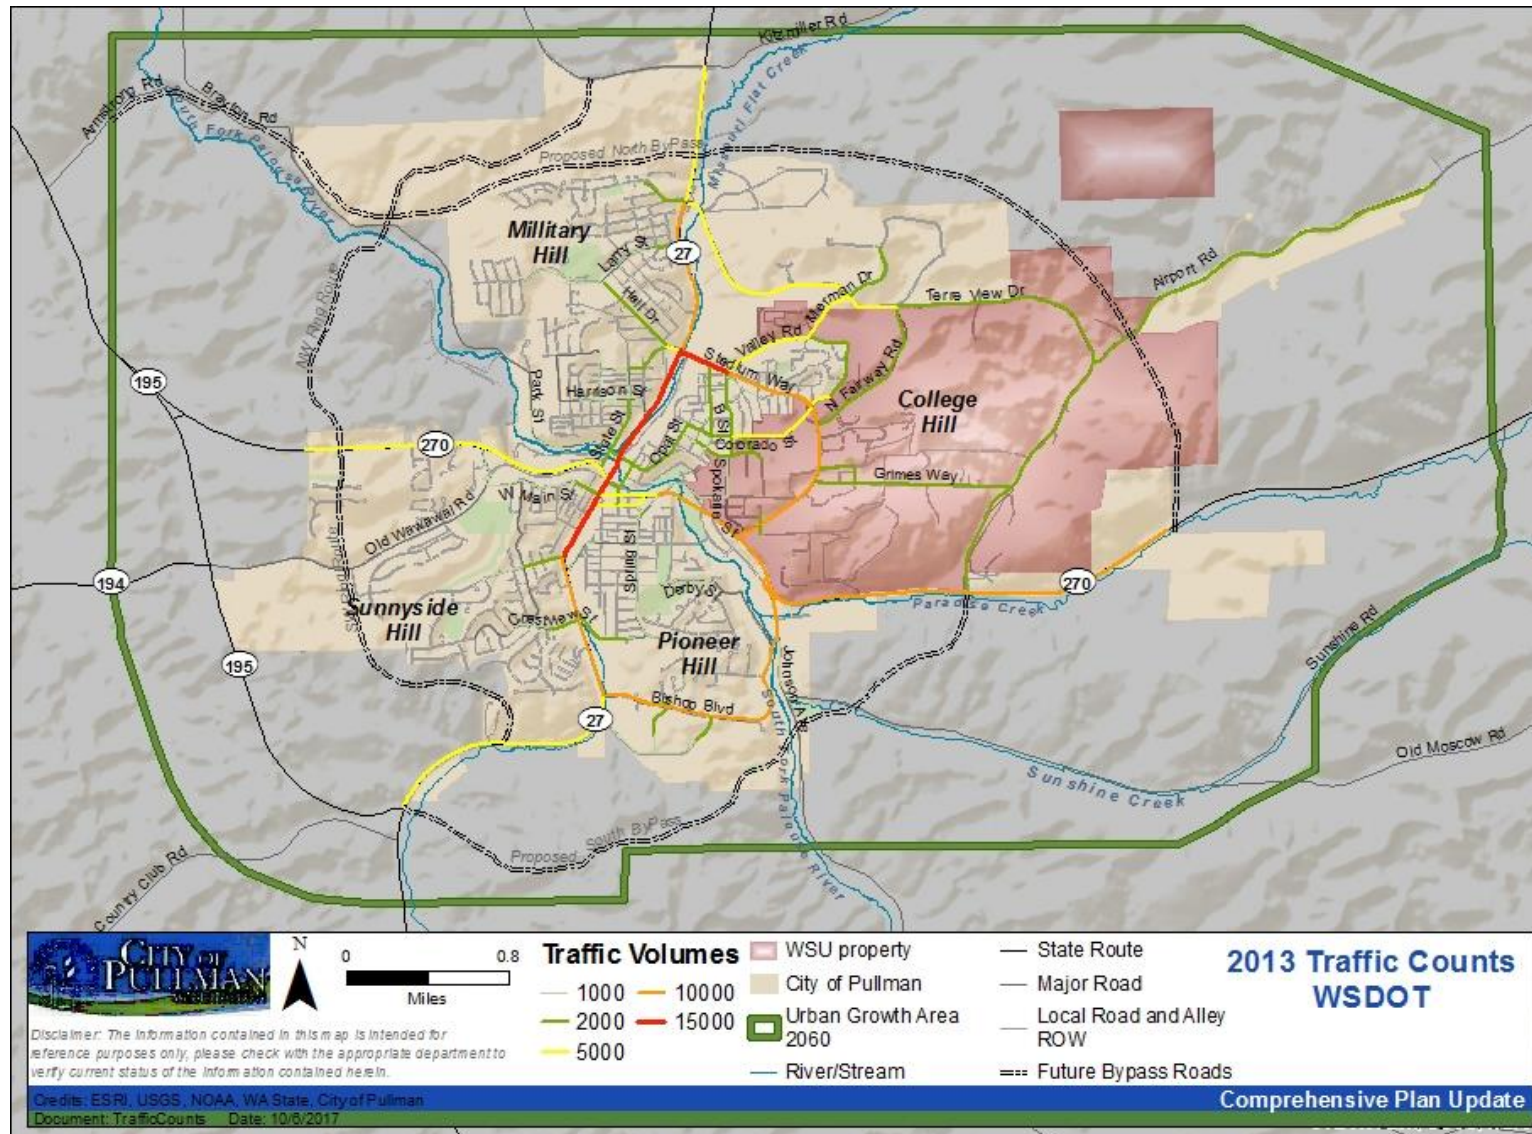 Kitzmiller Rd
Armstrong Rd
Brayton Rd
Missouri Flat Creek
South Fork Palouse River
Proposed North ByPass
Millitary
Hill
Larry St
27
Airport Rd
Merman Dr
Terre View Dr
Hall Dr
NW Ring Route
Valley Rd
Stadium Way
195
Park St
Harrison St
N Fairway Rd
College
Hill
B St
State St
Opal St
270
Colorado St
Grimes Way
W Main St
Spokane St
Old Wawawai Rd
Spring St
194
270
Derby St
Paradise Creek
Sunnyside
Hill
Crestview St
Pioneer
Hill
Sunshine Rd
195
Johnson Ave
Bishop Blvd
27
South Fork Palouse River
Old Moscow Rd
Sunshine Creek
Proposed South ByPass
Country Club Rd
CITY OF
PULLMAN
N
0 0.8
Miles
Disclaimer: The information contained in this map is intended for
reference purposes only, please check with the appropriate department to
verify current status of the information contained herein.
Traffic Volumes
1000
2000
5000
10000
15000
WSU property
City of Pullman
Urban Growth Area
2060
River/Stream
State Route
Major Road
Local Road and Alley
ROW
Future Bypass Roads
2013 Traffic Counts
WSDOT
Credits: ESRI, USGS, NOAA, WA State, City of Pullman
Comprehensive Plan Update
Document: TrafficCounts Date: 10/6/2017